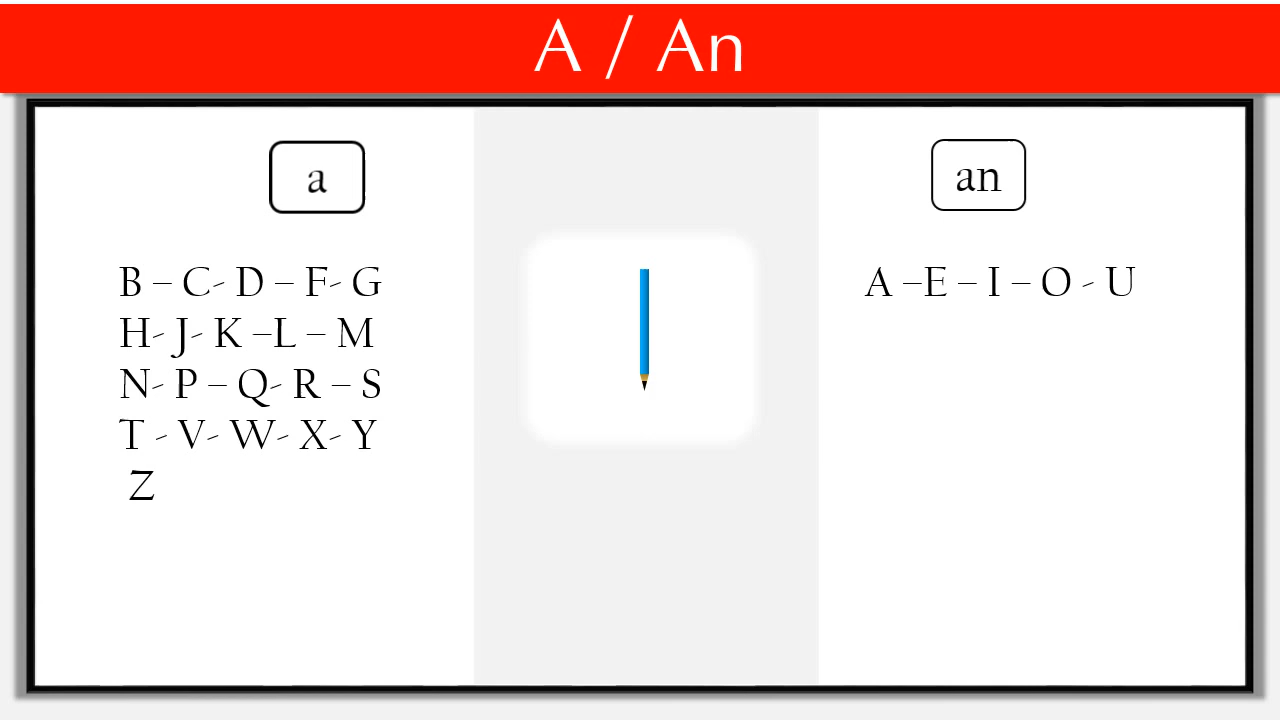 A / An
a
B – C- D – F- G
H- J- K –L – M
N- P – Q- R – S
T - V- W- X- Y
Z
an
A –E – I – O - U